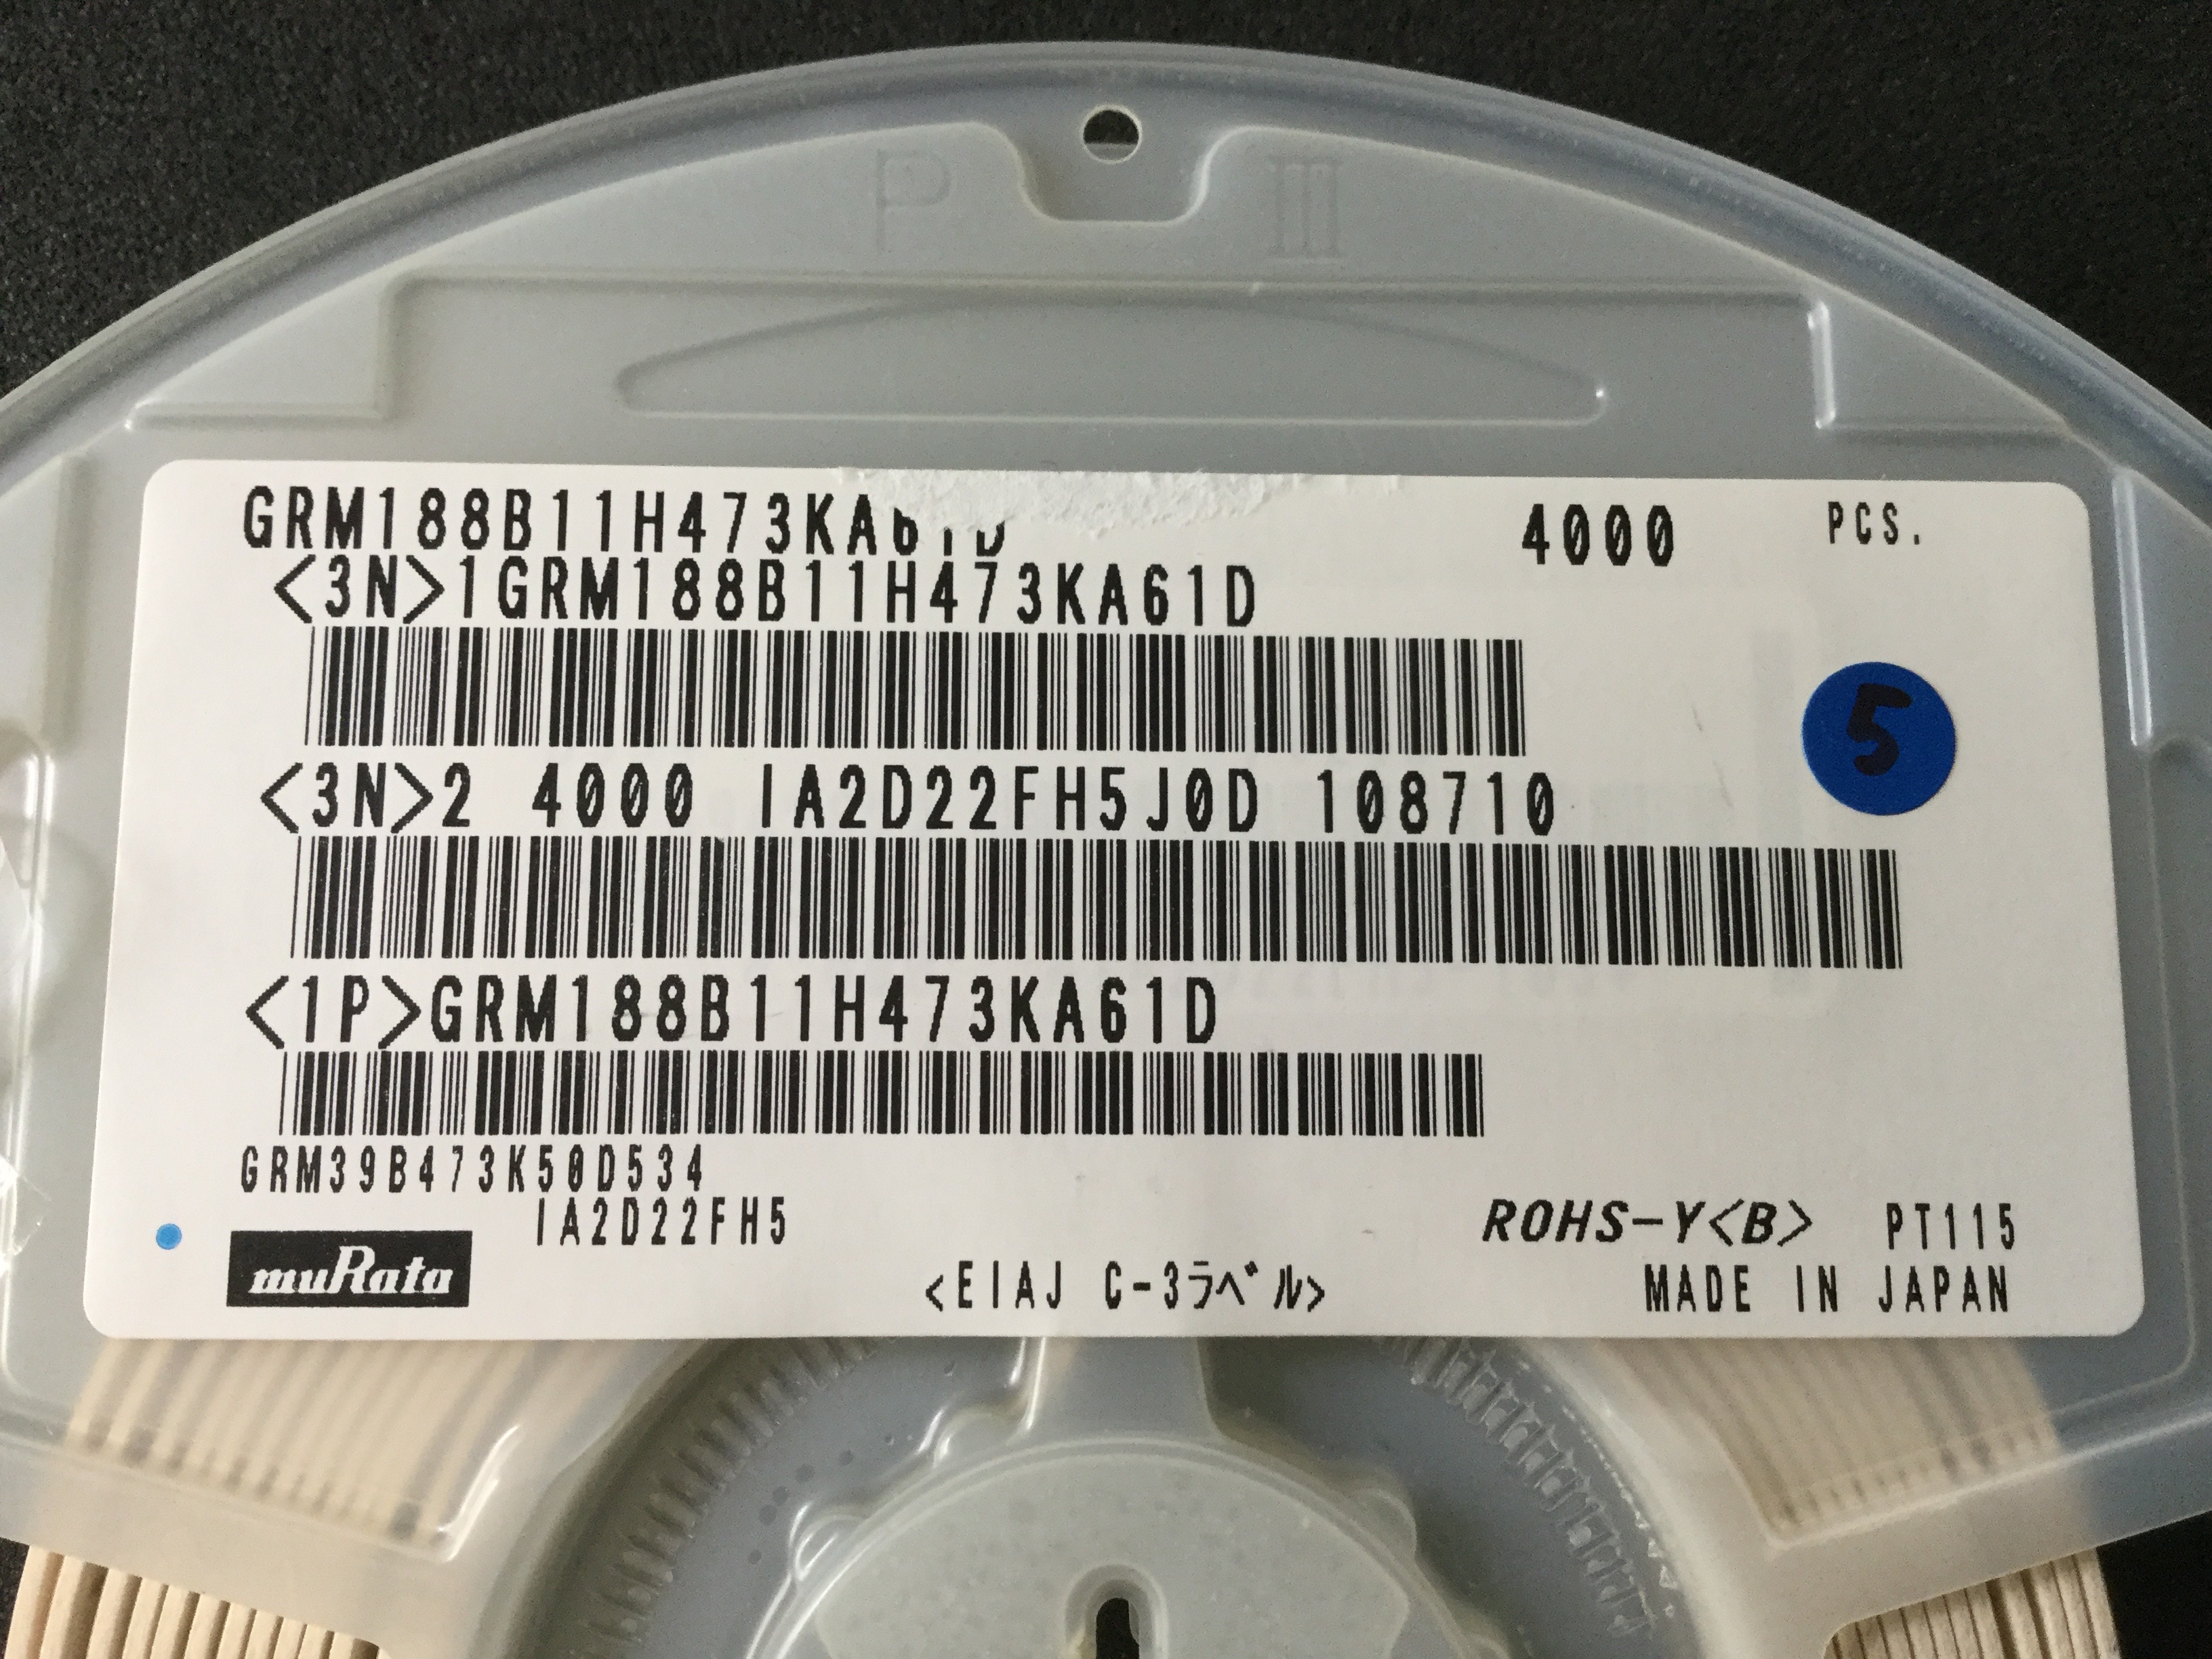 P III
GRM188B11H473KA61D 4000 PCS.
<3N>1GRM188B11H473KA61D
5
<3N>2 4000 IA2D22FH5J0D 108710
<1P>GRM188B11H473KA61D
GRM39B473K50D534
IA2D22FH5
ROHS-Y<B> PT115
muRata
<EIAJ C-3ラベル>
MADE IN JAPAN